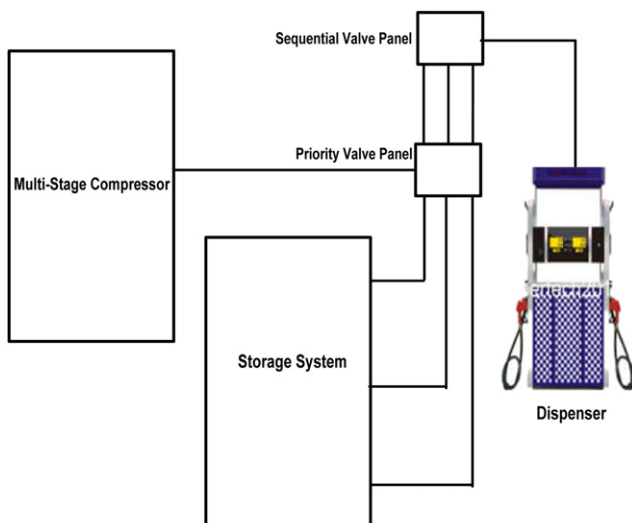 Sequential Valve Panel
Priority Valve Panel
Multi-Stage Compressor
Storage System
Dispenser